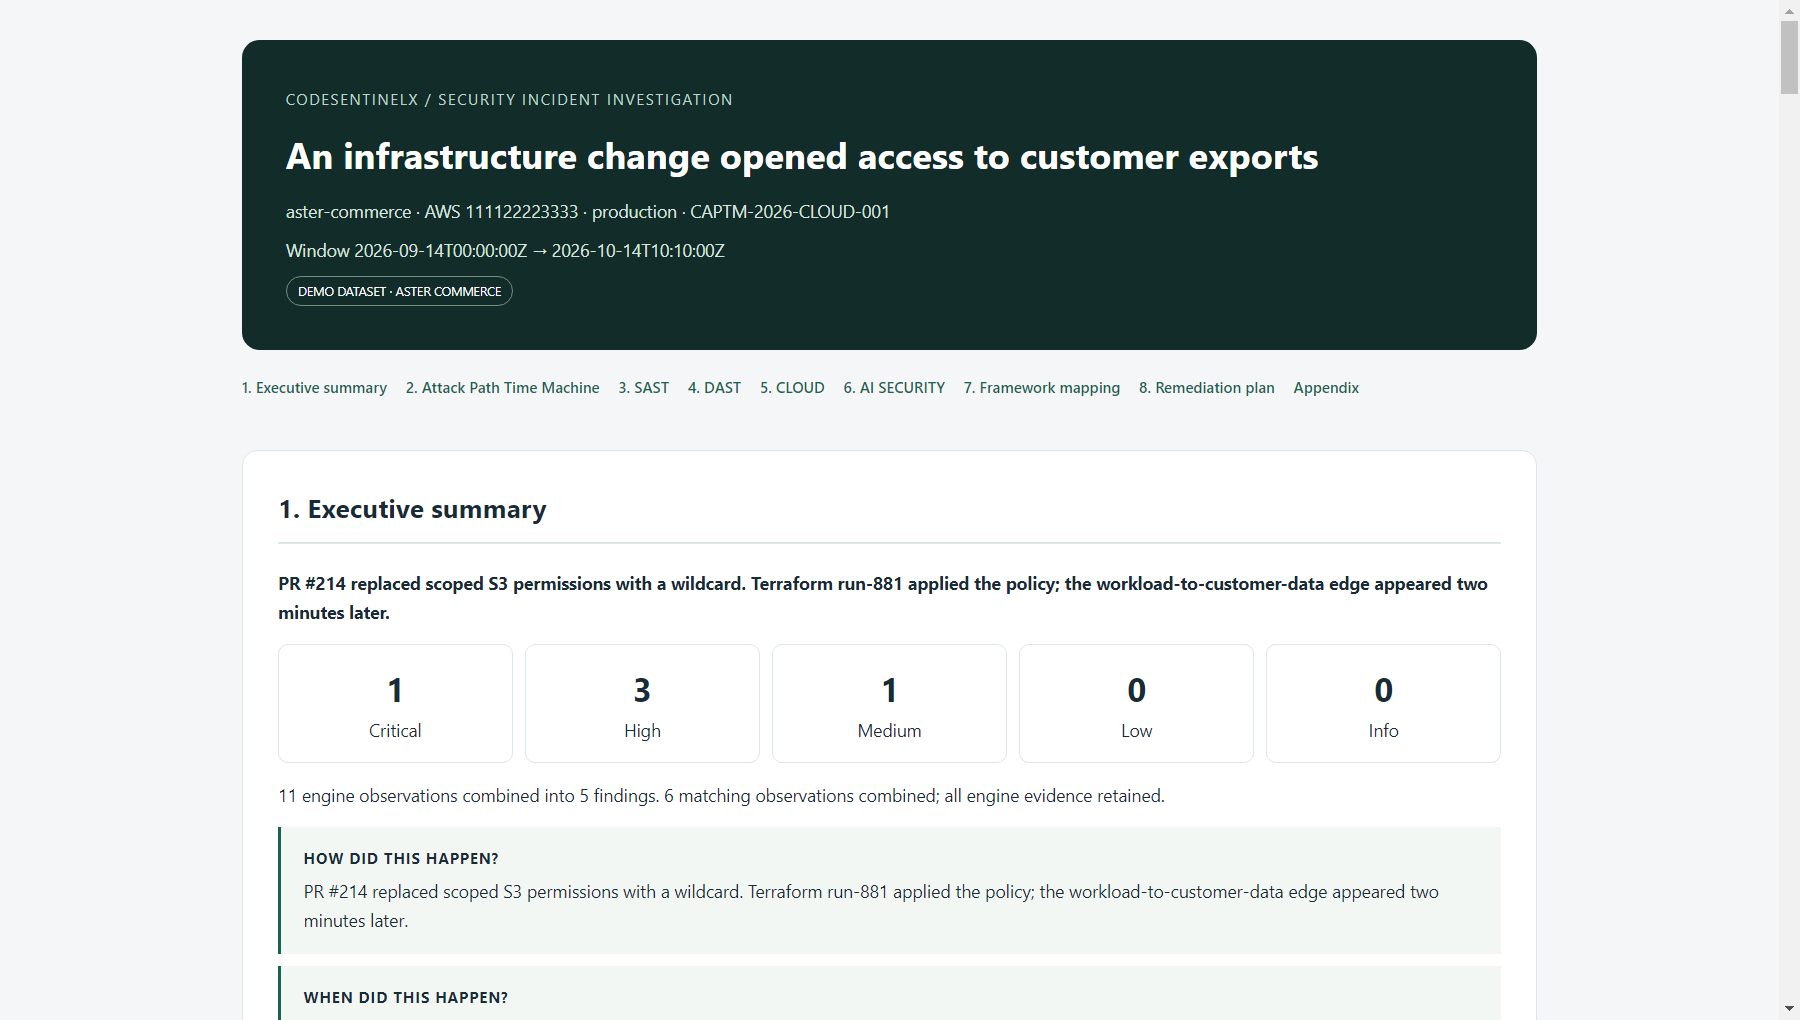 CODESENTINELX / SECURITY INCIDENT INVESTIGATION
An infrastructure change opened access to customer exports
aster-commerce · AWS 111122223333 · production · CAPTM-2026-CLOUD-001
Window 2026-09-14T00:00:00Z → 2026-10-14T10:10:00Z
DEMO DATASET · ASTER COMMERCE
1. Executive summary 2. Attack Path Time Machine 3. SAST 4. DAST 5. CLOUD 6. AI SECURITY 7. Framework mapping 8. Remediation plan Appendix
1. Executive summary
PR #214 replaced scoped S3 permissions with a wildcard. Terraform run-881 applied the policy; the workload-to-customer-data edge appeared two
minutes later.
1 3 1 0 0
Critical High Medium Low Info
11 engine observations combined into 5 findings. 6 matching observations combined; all engine evidence retained.
HOW DID THIS HAPPEN?
PR #214 replaced scoped S3 permissions with a wildcard. Terraform run-881 applied the policy; the workload-to-customer-data edge appeared two
minutes later.
WHEN DID THIS HAPPEN?